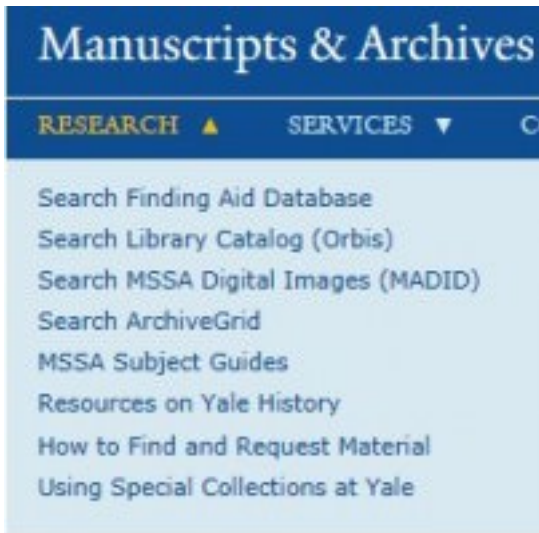 Manuscripts & Archives
RESEARCH ▲ SERVICES ▼
Search Finding Aid Database
Search Library Catalog (Orbis)
Search MSSA Digital Images (MADID)
Search ArchiveGrid
MSSA Subject Guides
Resources on Yale History
How to Find and Request Material
Using Special Collections at Yale